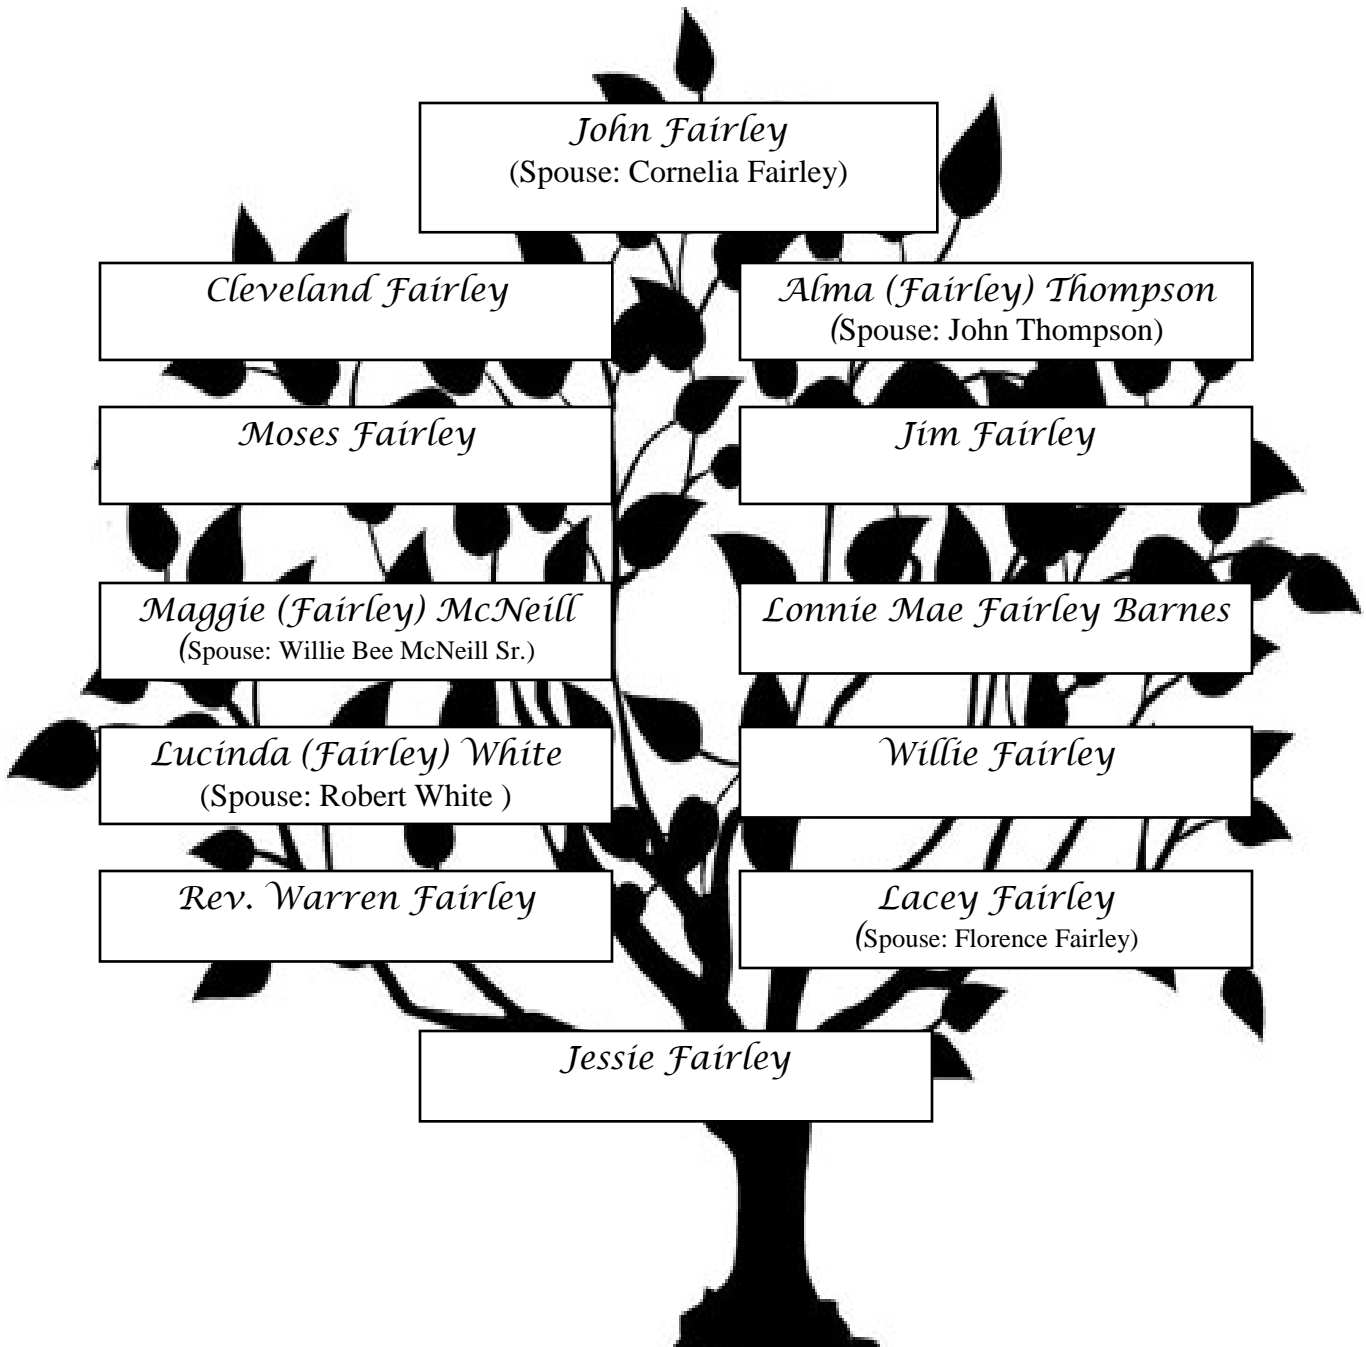 John Fairley
(Spouse: Cornelia Fairley)
Cleveland Fairley
Alma (Fairley) Thompson
(Spouse: John Thompson)
Moses Fairley
Jim Fairley
Maggie (Fairley) McNeill
(Spouse: Willie Bee McNeill Sr.)
Lonnie Mae Fairley Barnes
Lucinda (Fairley) White
(Spouse: Robert White )
Willie Fairley
Rev. Warren Fairley
Lacey Fairley
(Spouse: Florence Fairley)
Jessie Fairley